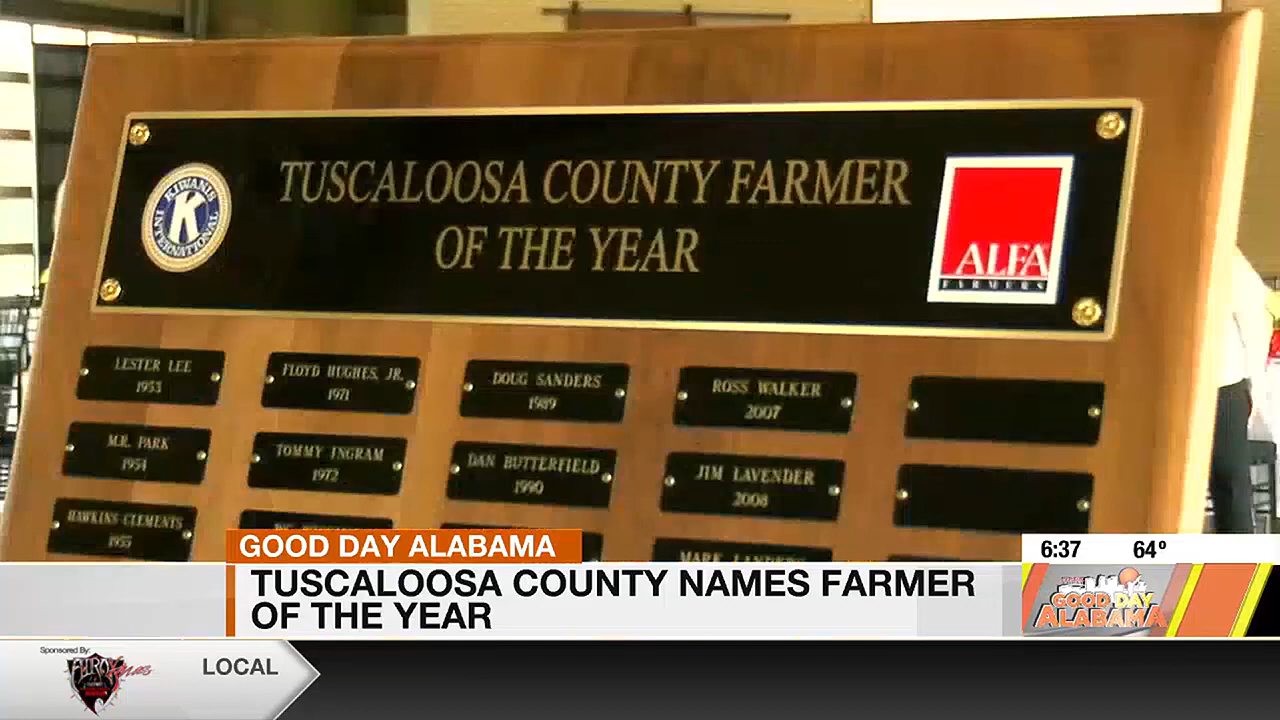 TUSCALOOSA COUNTY FARMER
OF THE YEAR
KIWANIS
K
INTERNATIONAL
ALFA
FARMERS
LESTER LEE
1953
FLOYD HUGHES, JR.
1971
DOUG SANDERS
1989
ROSS WALKER
2007
M.R. PARK
1954
TOMMY INGRAM
1972
DAN BUTTERFIELD
1990
JIM LAVENDER
2008
HAWKINS CLEMENTS
1955
GOOD DAY ALABAMA
TUSCALOOSA COUNTY NAMES FARMER
OF THE YEAR
6:37 64°
GOOD DAY
ALABAMA
Sponsored By:
LOCAL